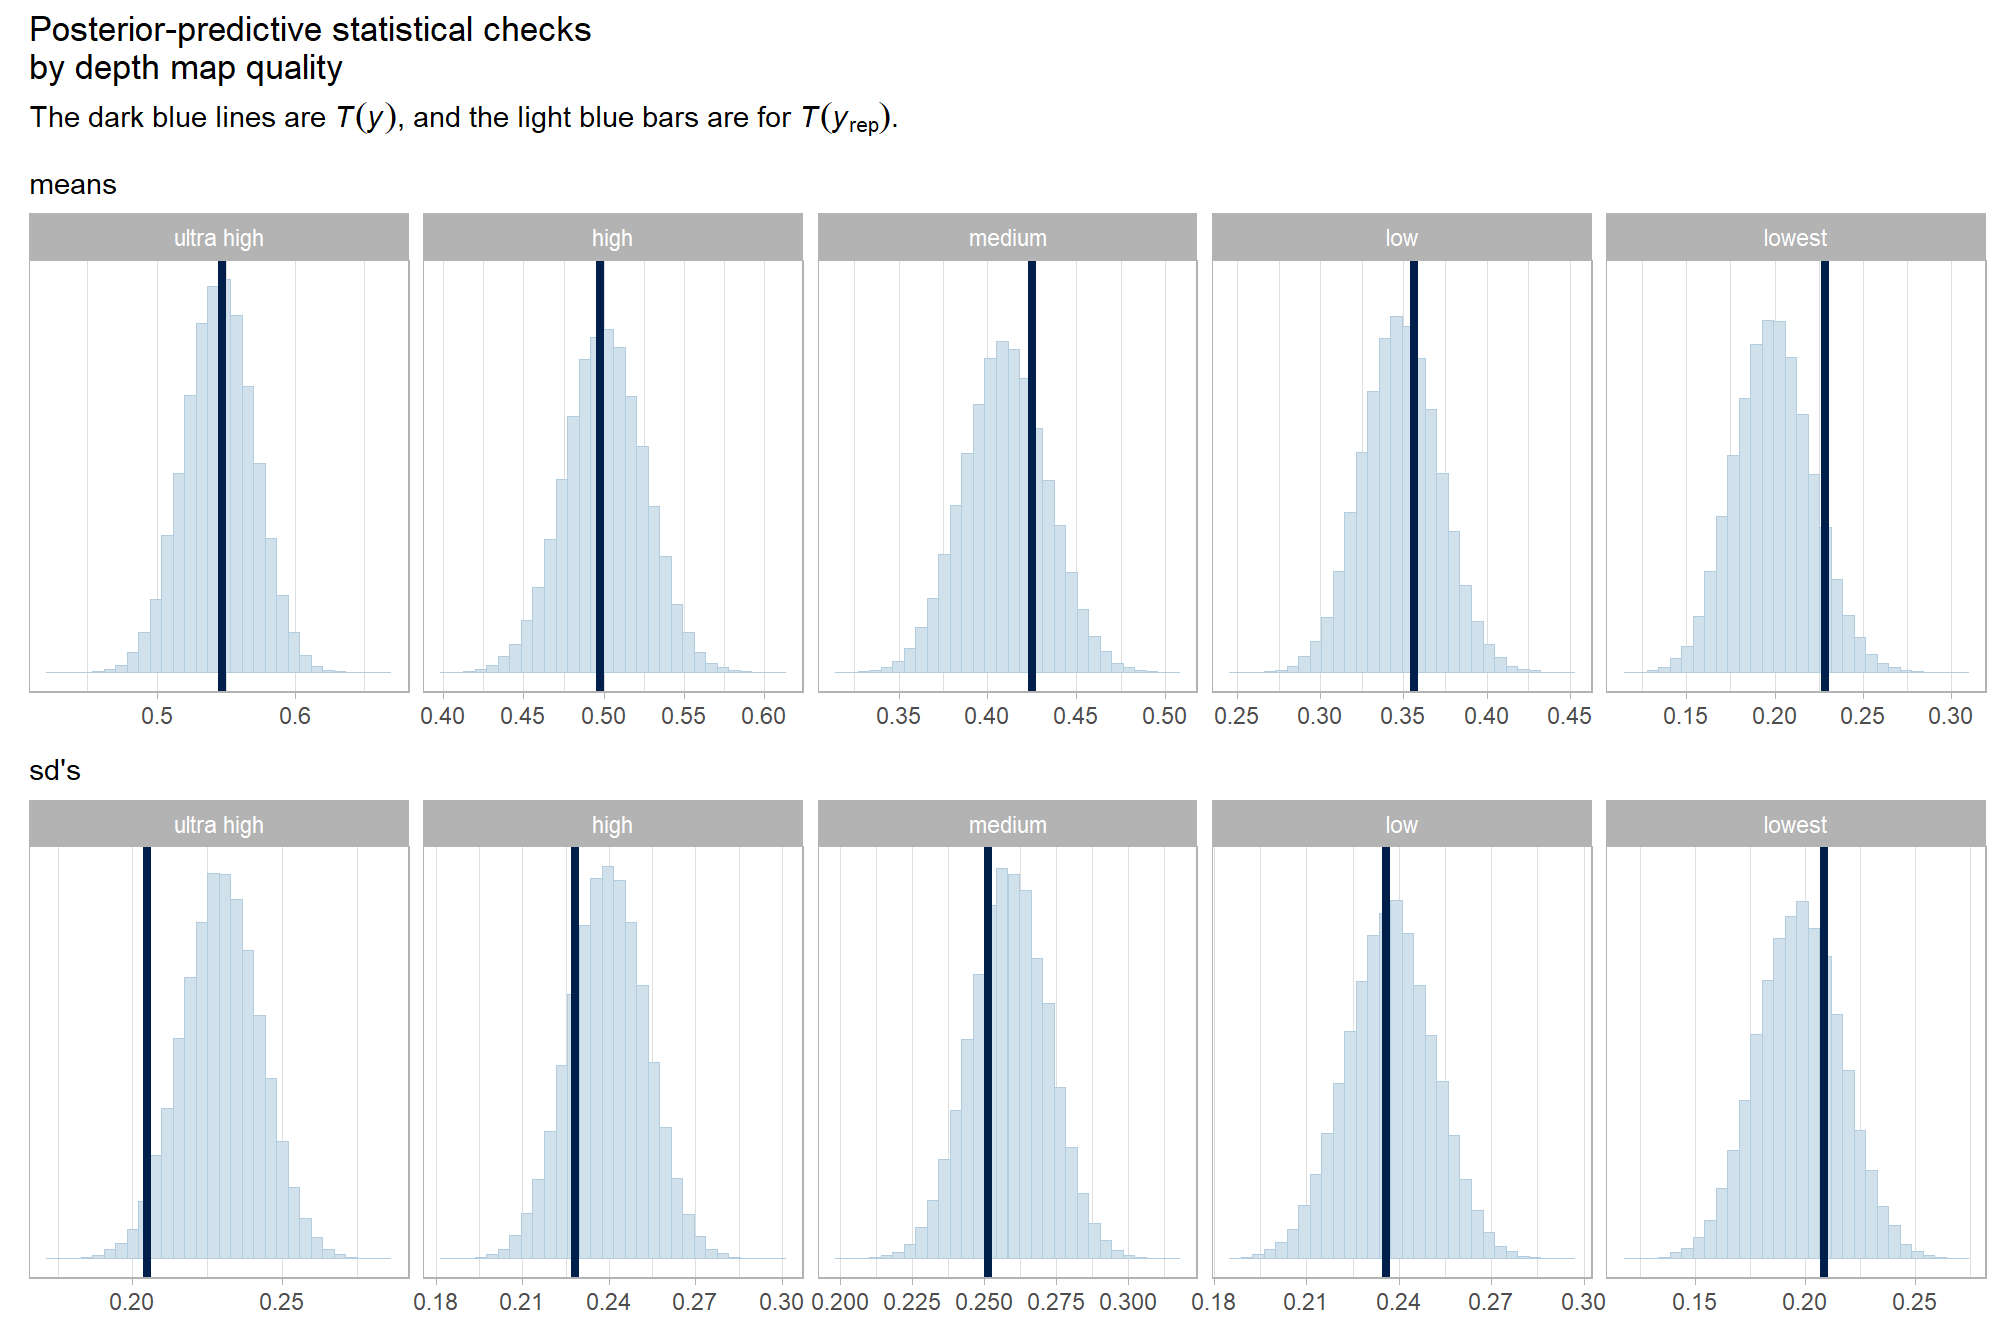 Posterior-predictive statistical checks
by depth map quality
The dark blue lines are T(y), and the light blue bars are for T(y_rep).
means
ultra high high medium low lowest
0.5 0.6 0.40 0.45 0.50 0.55 0.60 0.35 0.40 0.45 0.50 0.25 0.30 0.35 0.40 0.45 0.15 0.20 0.25 0.30
sd's
ultra high high medium low lowest
0.20 0.25 0.18 0.21 0.24 0.27 0.30 0.200 0.225 0.250 0.275 0.300 0.18 0.21 0.24 0.27 0.30 0.15 0.20 0.25